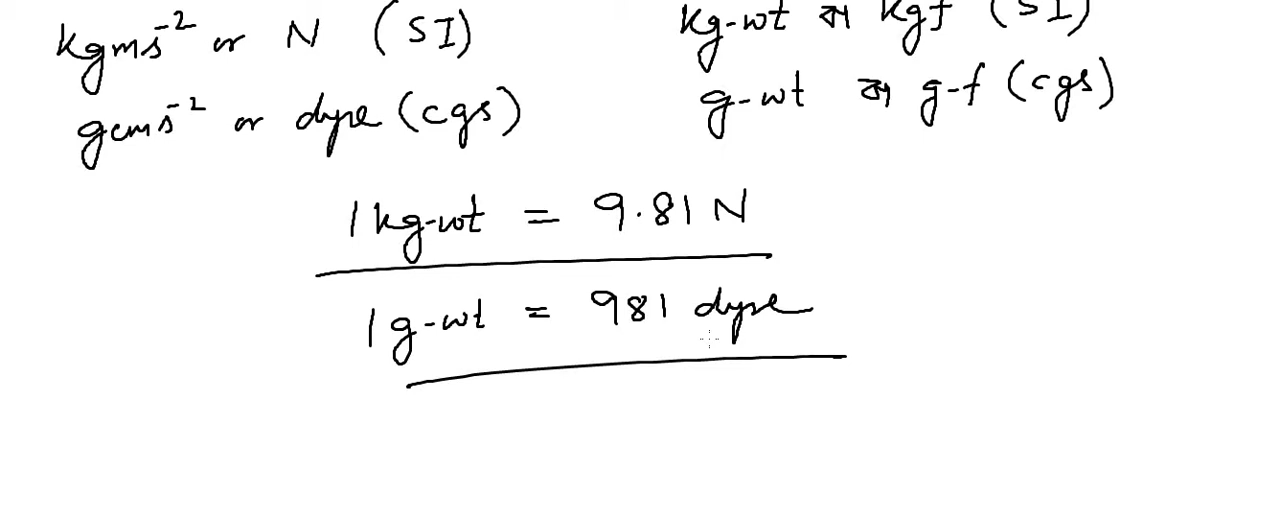 kgms⁻² or N (SI)
kg-wt বা kgf (SI)
gcms⁻² or dyne (cgs)
g-wt বা g-f (cgs)
1 kg-wt = 9.81 N
1 g-wt = 981 dyne